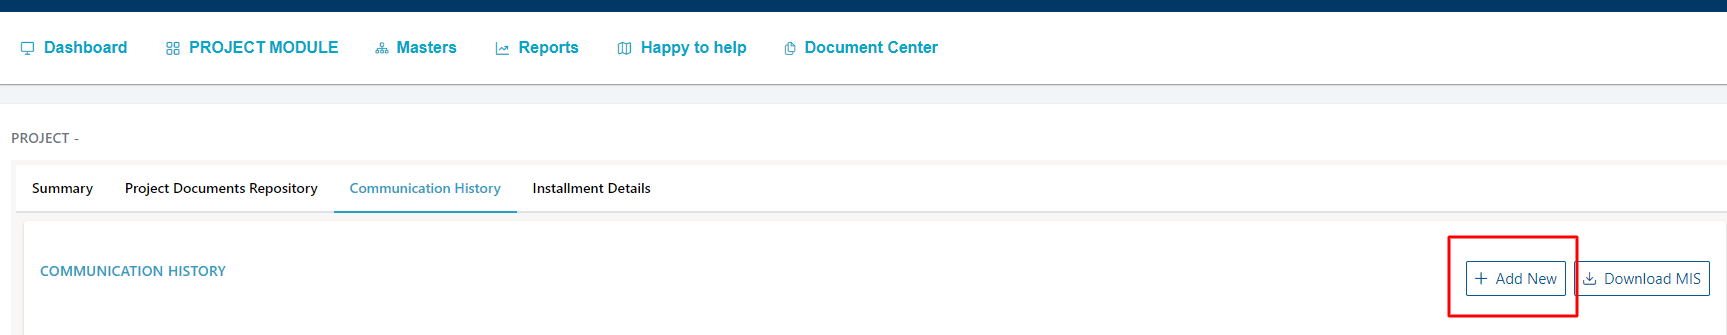 Dashboard PROJECT MODULE Masters Reports Happy to help Document Center
PROJECT -
Summary Project Documents Repository Communication History Installment Details
COMMUNICATION HISTORY
+ Add New Download MIS